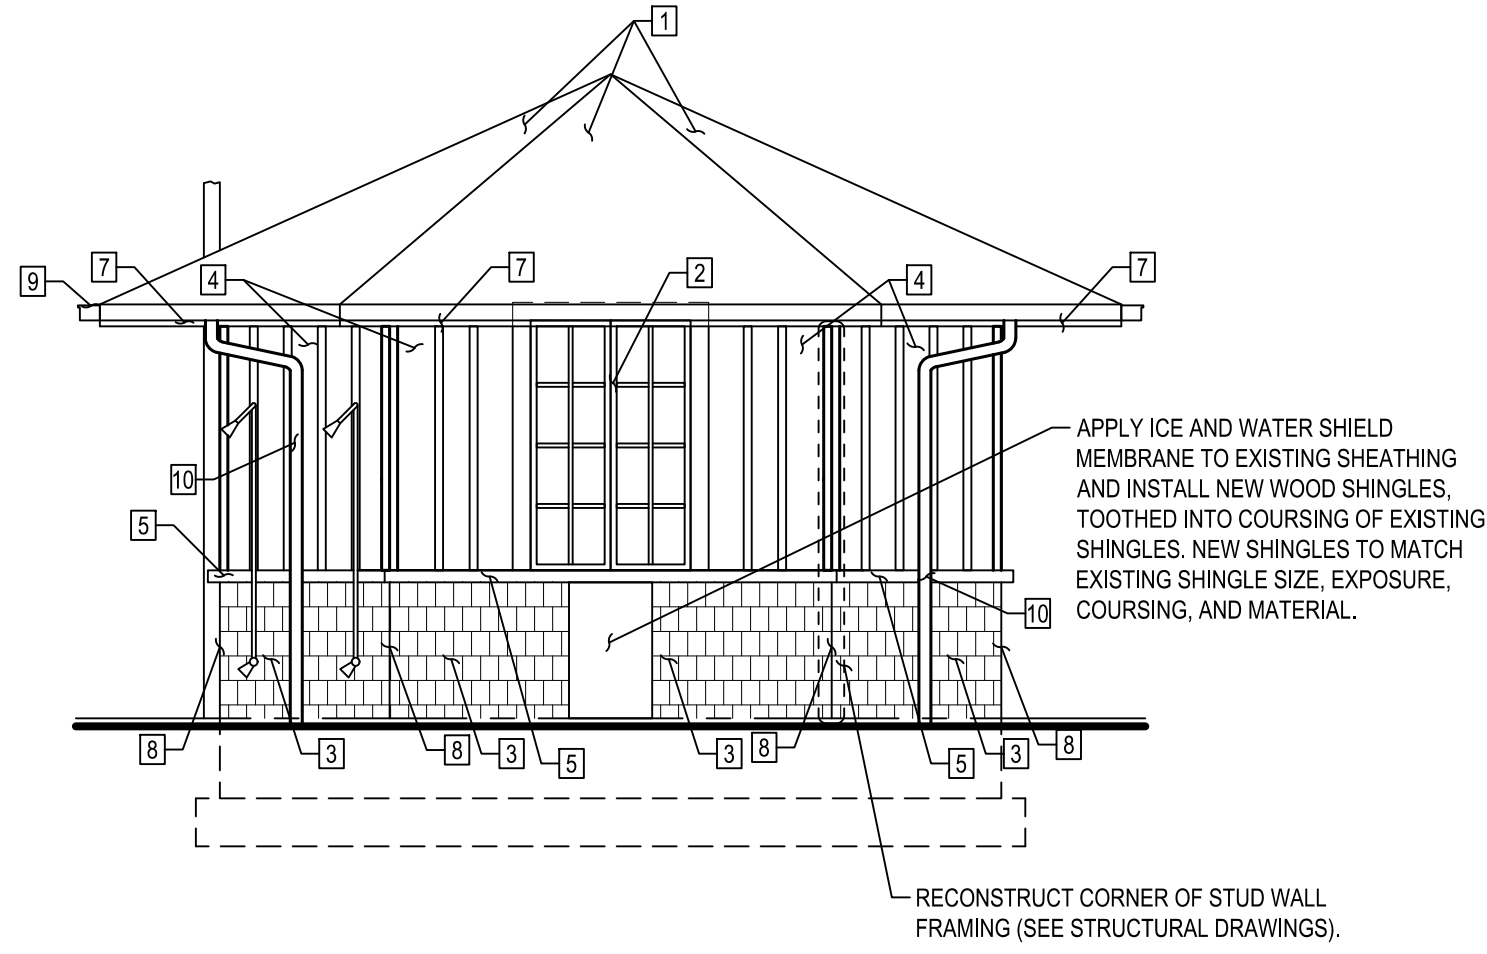 1
7
9
4
7
2
4
7
10
5
APPLY ICE AND WATER SHIELD
MEMBRANE TO EXISTING SHEATHING
AND INSTALL NEW WOOD SHINGLES,
TOOTHED INTO COURSING OF EXISTING
SHINGLES. NEW SHINGLES TO MATCH
EXISTING SHINGLE SIZE, EXPOSURE,
COURSING, AND MATERIAL.
10
8
3
8
3
5
3
8
5
3
8
RECONSTRUCT CORNER OF STUD WALL
FRAMING (SEE STRUCTURAL DRAWINGS).